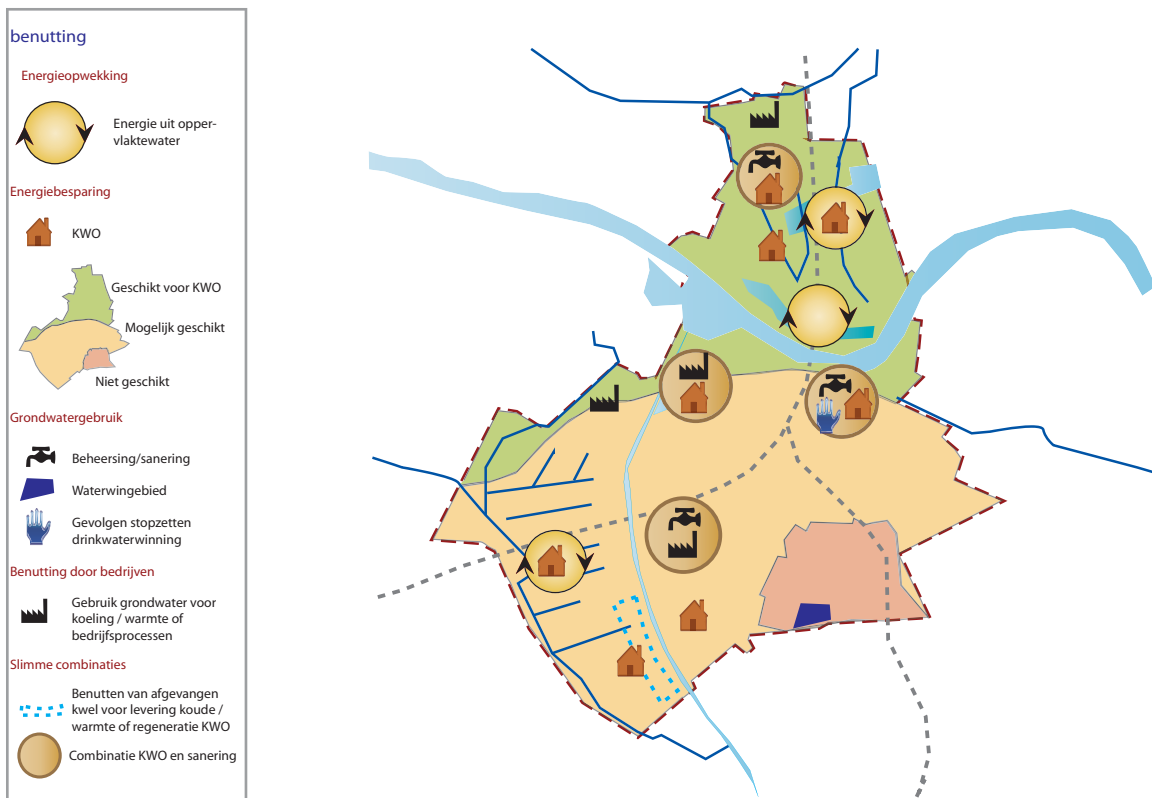 benutting
Energieopwekking
Energie uit opper-
vlaktewater
Energiebesparing
KWO
Geschikt voor KWO
Mogelijk geschikt
Niet geschikt
Grondwatergebruik
Beheersing/sanering
Waterwingebied
Gevolgen stopzetten
drinkwaterwinning
Benutting door bedrijven
Gebruik grondwater voor
koeling / warmte of
bedrijfsprocessen
Slimme combinaties
Benutten van afgevangen
kwel voor levering koude /
warmte of regeneratie KWO
Combinatie KWO en sanering